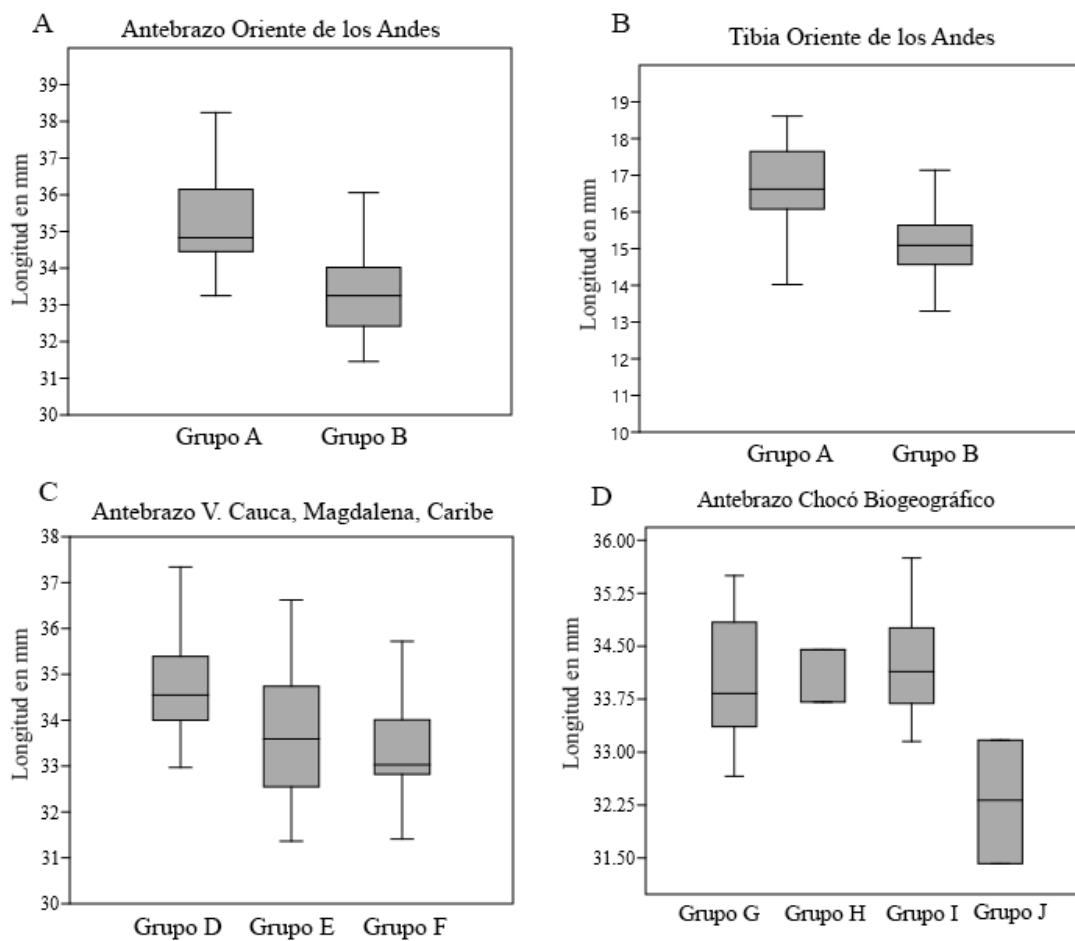 A
Antebrazo Oriente de los Andes
Longitud en mm
39
38
37
36
35
34
33
32
31
30
Grupo A Grupo B
B
Tibia Oriente de los Andes
Longitud en mm
19
18
17
16
15
14
13
12
11
10
Grupo A Grupo B
C
Antebrazo V. Cauca, Magdalena, Caribe
Longitud en mm
38
37
36
35
34
33
32
31
30
Grupo D Grupo E Grupo F
D
Antebrazo Chocó Biogeográfico
Longitud en mm
36.00
35.25
34.50
33.75
33.00
32.25
31.50
Grupo G Grupo H Grupo I Grupo J